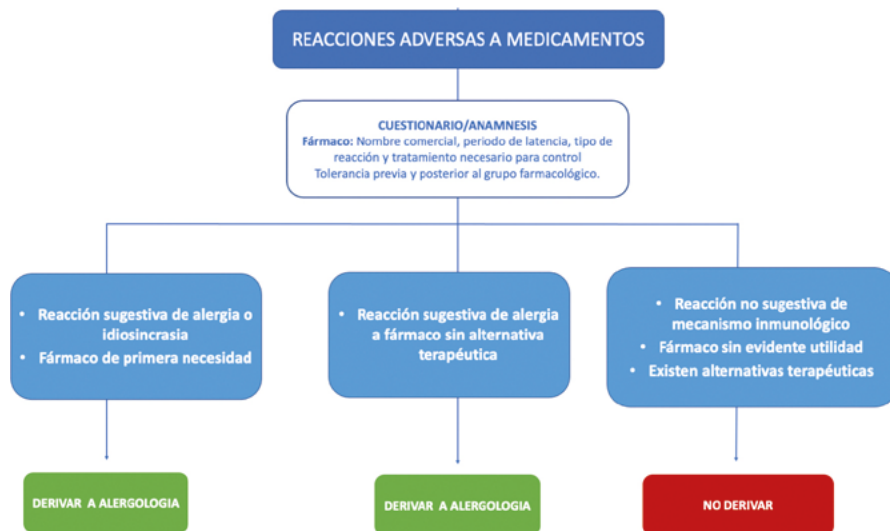 REACCIONES ADVERSAS A MEDICAMENTOS
CUESTIONARIO/ANAMNESIS
Fármaco: Nombre comercial, periodo de latencia, tipo de
reacción y tratamiento necesario para control
Tolerancia previa y posterior al grupo farmacológico.
• Reacción sugestiva de alergia o
idiosincrasia
• Fármaco de primera necesidad
• Reacción sugestiva de alergia
a fármaco sin alternativa
terapéutica
• Reacción no sugestiva de
mecanismo inmunológico
• Fármaco sin evidente utilidad
• Existen alternativas terapéuticas
DERIVAR A ALERGOLOGIA
DERIVAR A ALERGOLOGIA
NO DERIVAR